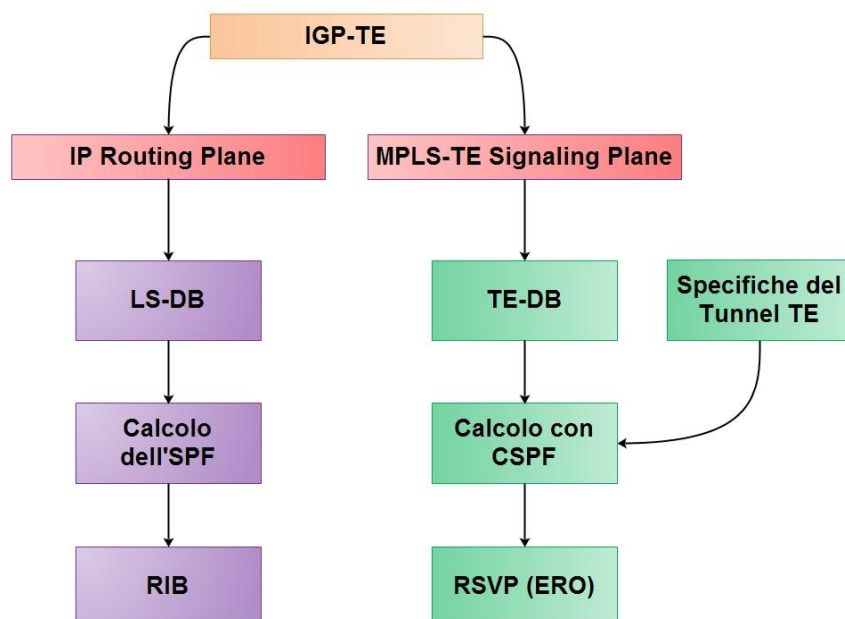 IGP-TE
IP Routing Plane
MPLS-TE Signaling Plane
LS-DB
TE-DB
Specifiche del
Tunnel TE
Calcolo
dell'SPF
Calcolo con
CSPF
RIB
RSVP (ERO)